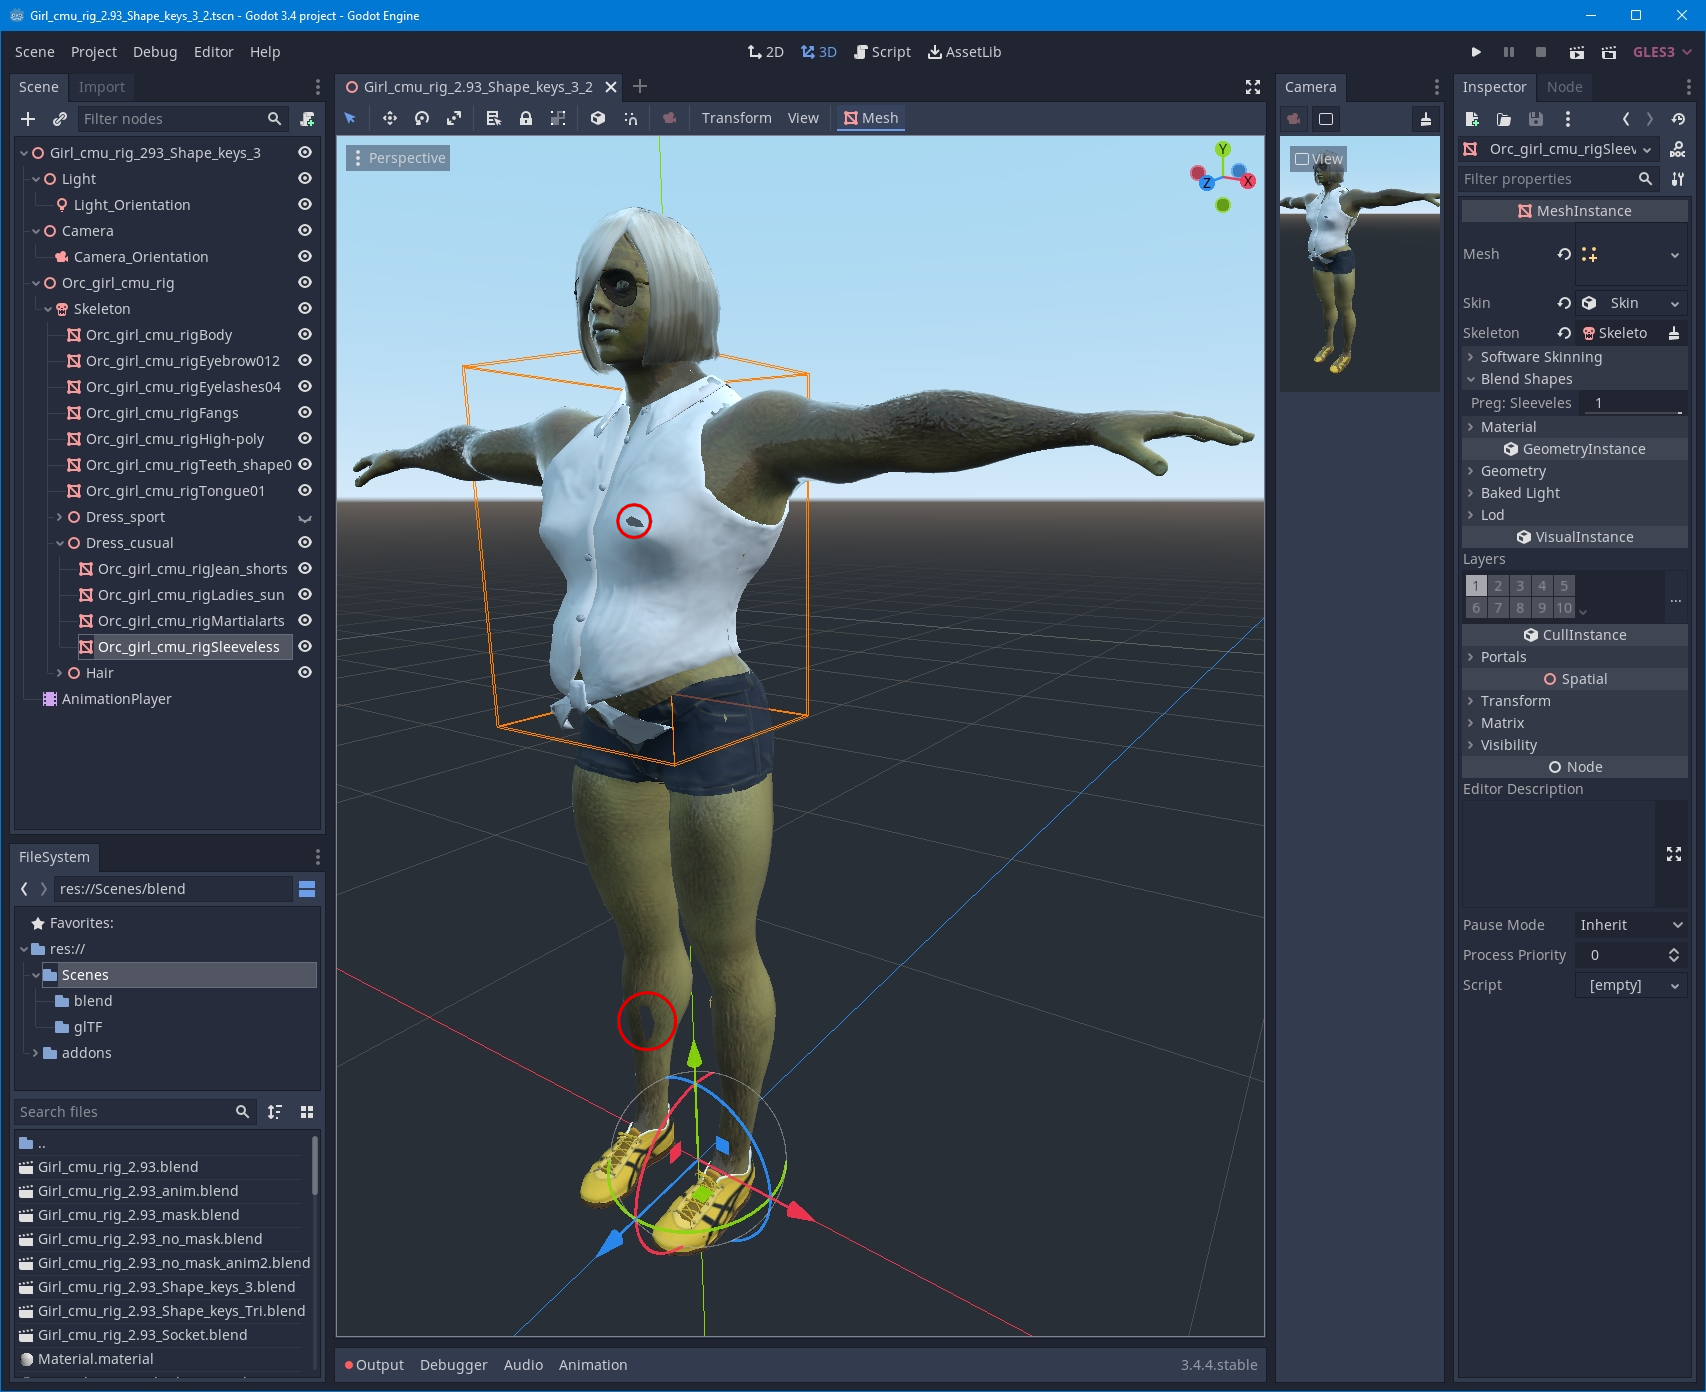 Girl_cmu_rig_2.93_Shape_keys_3_2.tscn - Godot 3.4 project - Godot Engine
Scene Project Debug Editor Help
2D 3D Script AssetLib
GLES3
Scene Import
Filter nodes
Girl_cmu_rig_293_Shape_keys_3
Light
Light_Orientation
Camera
Camera_Orientation
Orc_girl_cmu_rig
Skeleton
Orc_girl_cmu_rigBody
Orc_girl_cmu_rigEyebrow012
Orc_girl_cmu_rigEyelashes04
Orc_girl_cmu_rigFangs
Orc_girl_cmu_rigHigh-poly
Orc_girl_cmu_rigTeeth_shape0
Orc_girl_cmu_rigTongue01
Dress_sport
Dress_cusual
Orc_girl_cmu_rigJean_shorts
Orc_girl_cmu_rigLadies_sun
Orc_girl_cmu_rigMartialarts
Orc_girl_cmu_rigSleeveless
Hair
AnimationPlayer
FileSystem
res://Scenes/blend
Favorites:
res://
Scenes
blend
glTF
addons
Search files
..
Girl_cmu_rig_2.93.blend
Girl_cmu_rig_2.93_anim.blend
Girl_cmu_rig_2.93_mask.blend
Girl_cmu_rig_2.93_no_mask.blend
Girl_cmu_rig_2.93_no_mask_anim2.blend
Girl_cmu_rig_2.93_Shape_keys_3.blend
Girl_cmu_rig_2.93_Shape_keys_Tri.blend
Girl_cmu_rig_2.93_Socket.blend
Material.material
Girl_cmu_rig_2.93_Shape_keys_3_2
Transform View Mesh
Perspective
Y
Z
X
Output Debugger Audio Animation
3.4.4.stable
Camera
View
Inspector Node
Orc_girl_cmu_rigSleev
Filter properties
MeshInstance
Mesh
Skin Skin
Skeleton Skeleto
Software Skinning
Blend Shapes
Preg: Sleeveles 1
Material
GeometryInstance
Geometry
Baked Light
Lod
VisualInstance
Layers
1 2 3 4 5
6 7 8 9 10
...
CullInstance
Portals
Spatial
Transform
Matrix
Visibility
Node
Editor Description
Pause Mode Inherit
Process Priority 0
Script [empty]